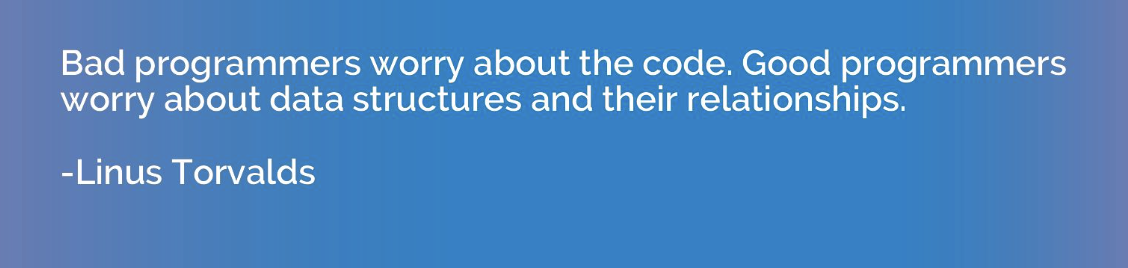 Bad programmers worry about the code. Good programmers
worry about data structures and their relationships.
-Linus Torvalds